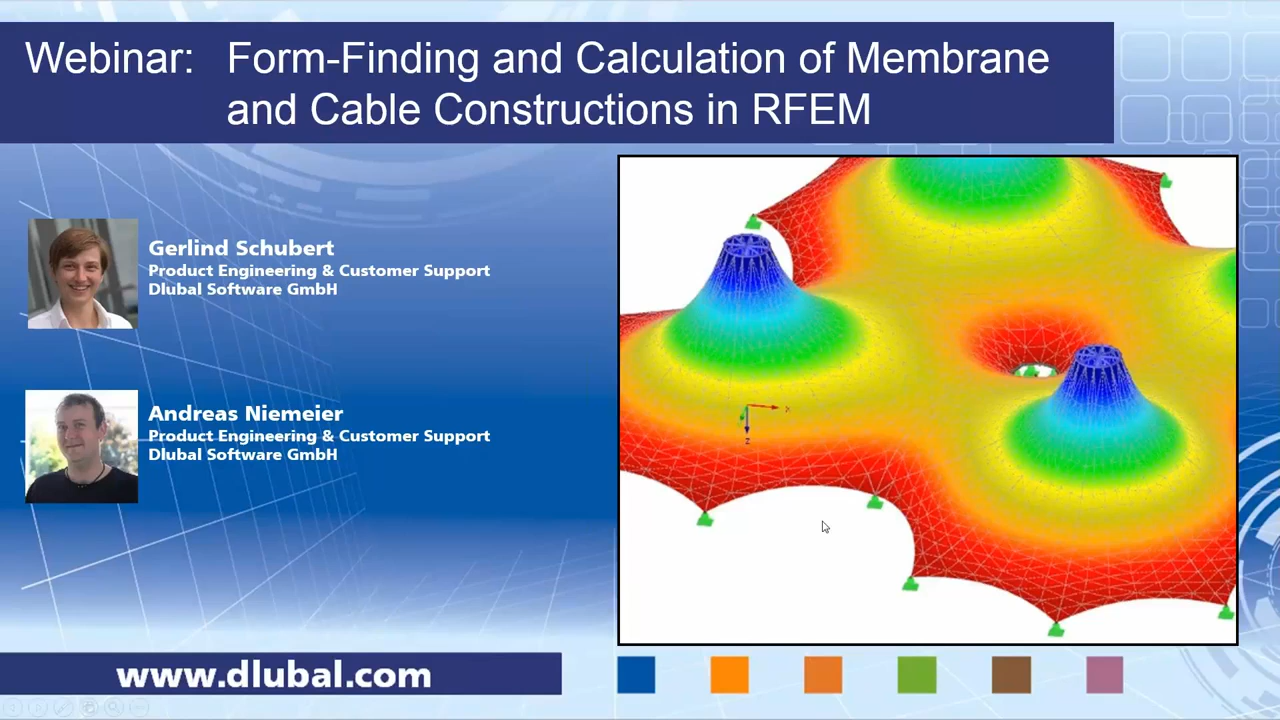 Webinar: Form-Finding and Calculation of Membrane
and Cable Constructions in RFEM
Gerlind Schubert
Product Engineering & Customer Support
Dlubal Software GmbH
Andreas Niemeier
Product Engineering & Customer Support
Dlubal Software GmbH
x
z
www.dlubal.com